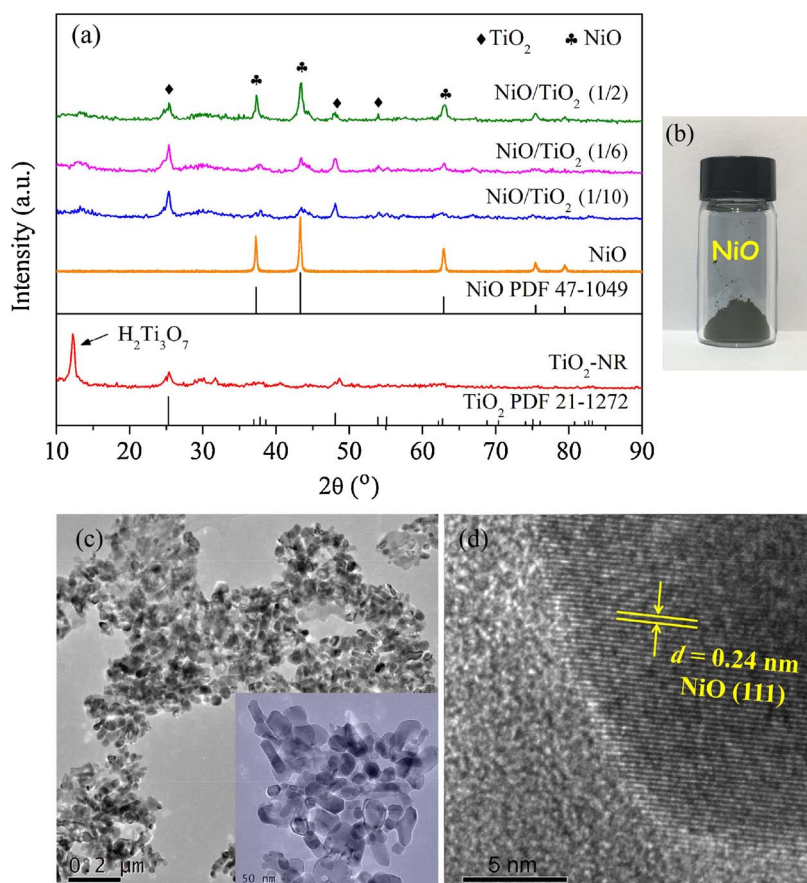 (a)
♦ TiO₂ ♣ NiO
NiO/TiO₂ (1/2)
NiO/TiO₂ (1/6)
NiO/TiO₂ (1/10)
NiO
NiO PDF 47-1049
H₂Ti₃O₇
TiO₂-NR
TiO₂ PDF 21-1272
Intensity (a.u.)
10 20 30 40 50 60 70 80 90
2θ (°)
(b)
NiO
(c)
0.2 μm
50 nm
(d)
d = 0.24 nm
NiO (111)
5 nm